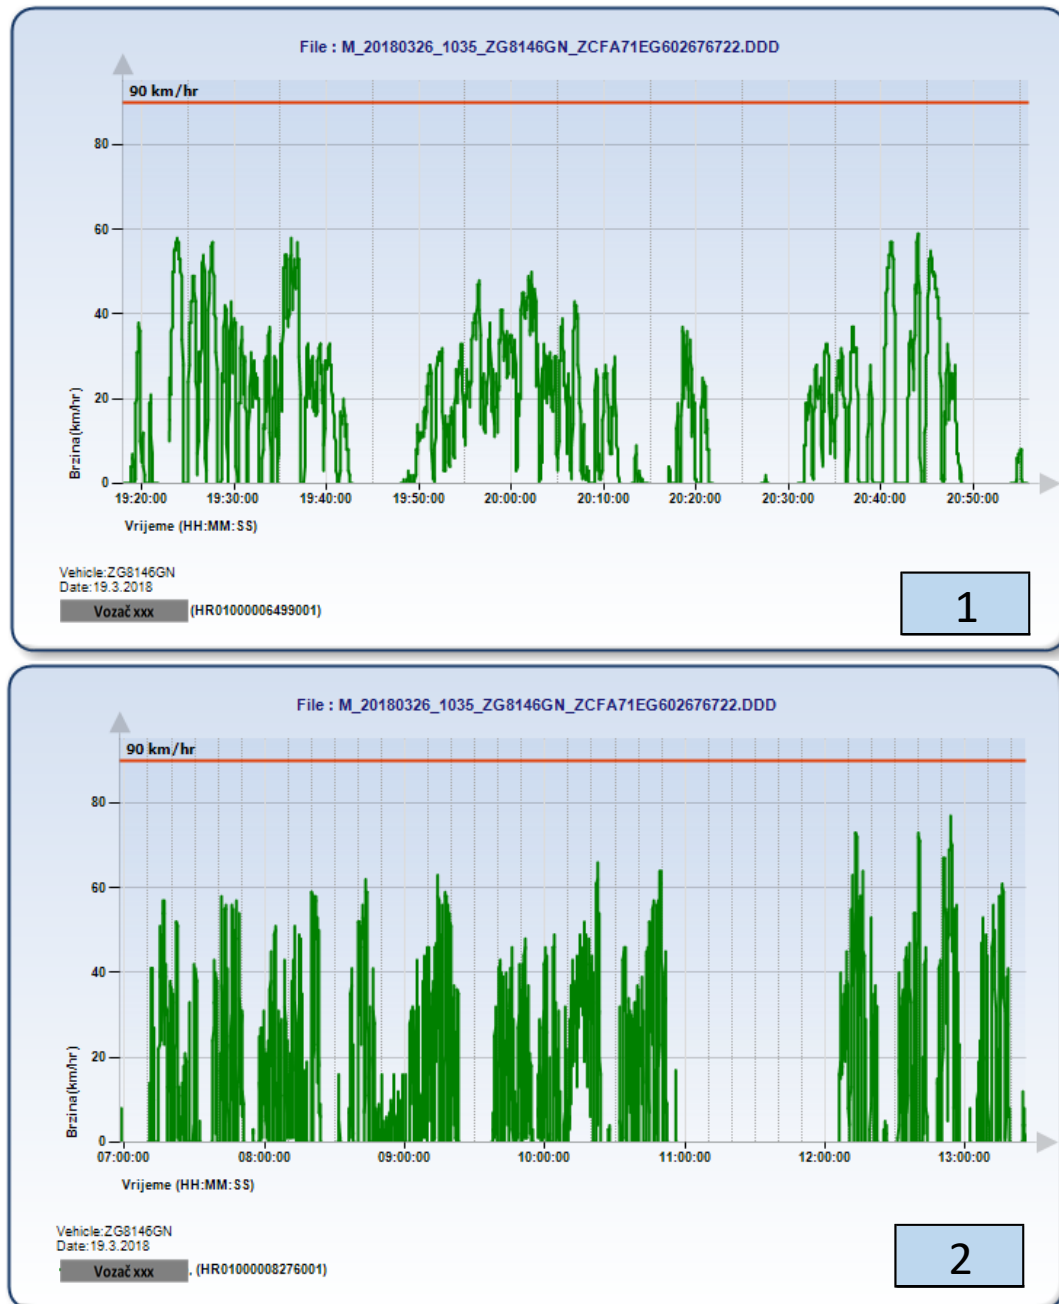 File : M_20180326_1035_ZG8146GN_ZCFA71EG602676722.DDD
90 km/hr
80
60
40
20
0
Brzina(km/hr)
19:20:00 19:30:00 19:40:00 19:50:00 20:00:00 20:10:00 20:20:00 20:30:00 20:40:00 20:50:00
Vrijeme (HH:MM:SS)
Vehicle:ZG8146GN
Date:19.3.2018
Vozač xxx (HR01000006499001)
1
File : M_20180326_1035_ZG8146GN_ZCFA71EG602676722.DDD
90 km/hr
80
60
40
20
0
Brzina(km/hr)
07:00:00 08:00:00 09:00:00 10:00:00 11:00:00 12:00:00 13:00:00
Vrijeme (HH:MM:SS)
Vehicle:ZG8146GN
Date:19.3.2018
Vozač xxx . (HR01000008276001)
2